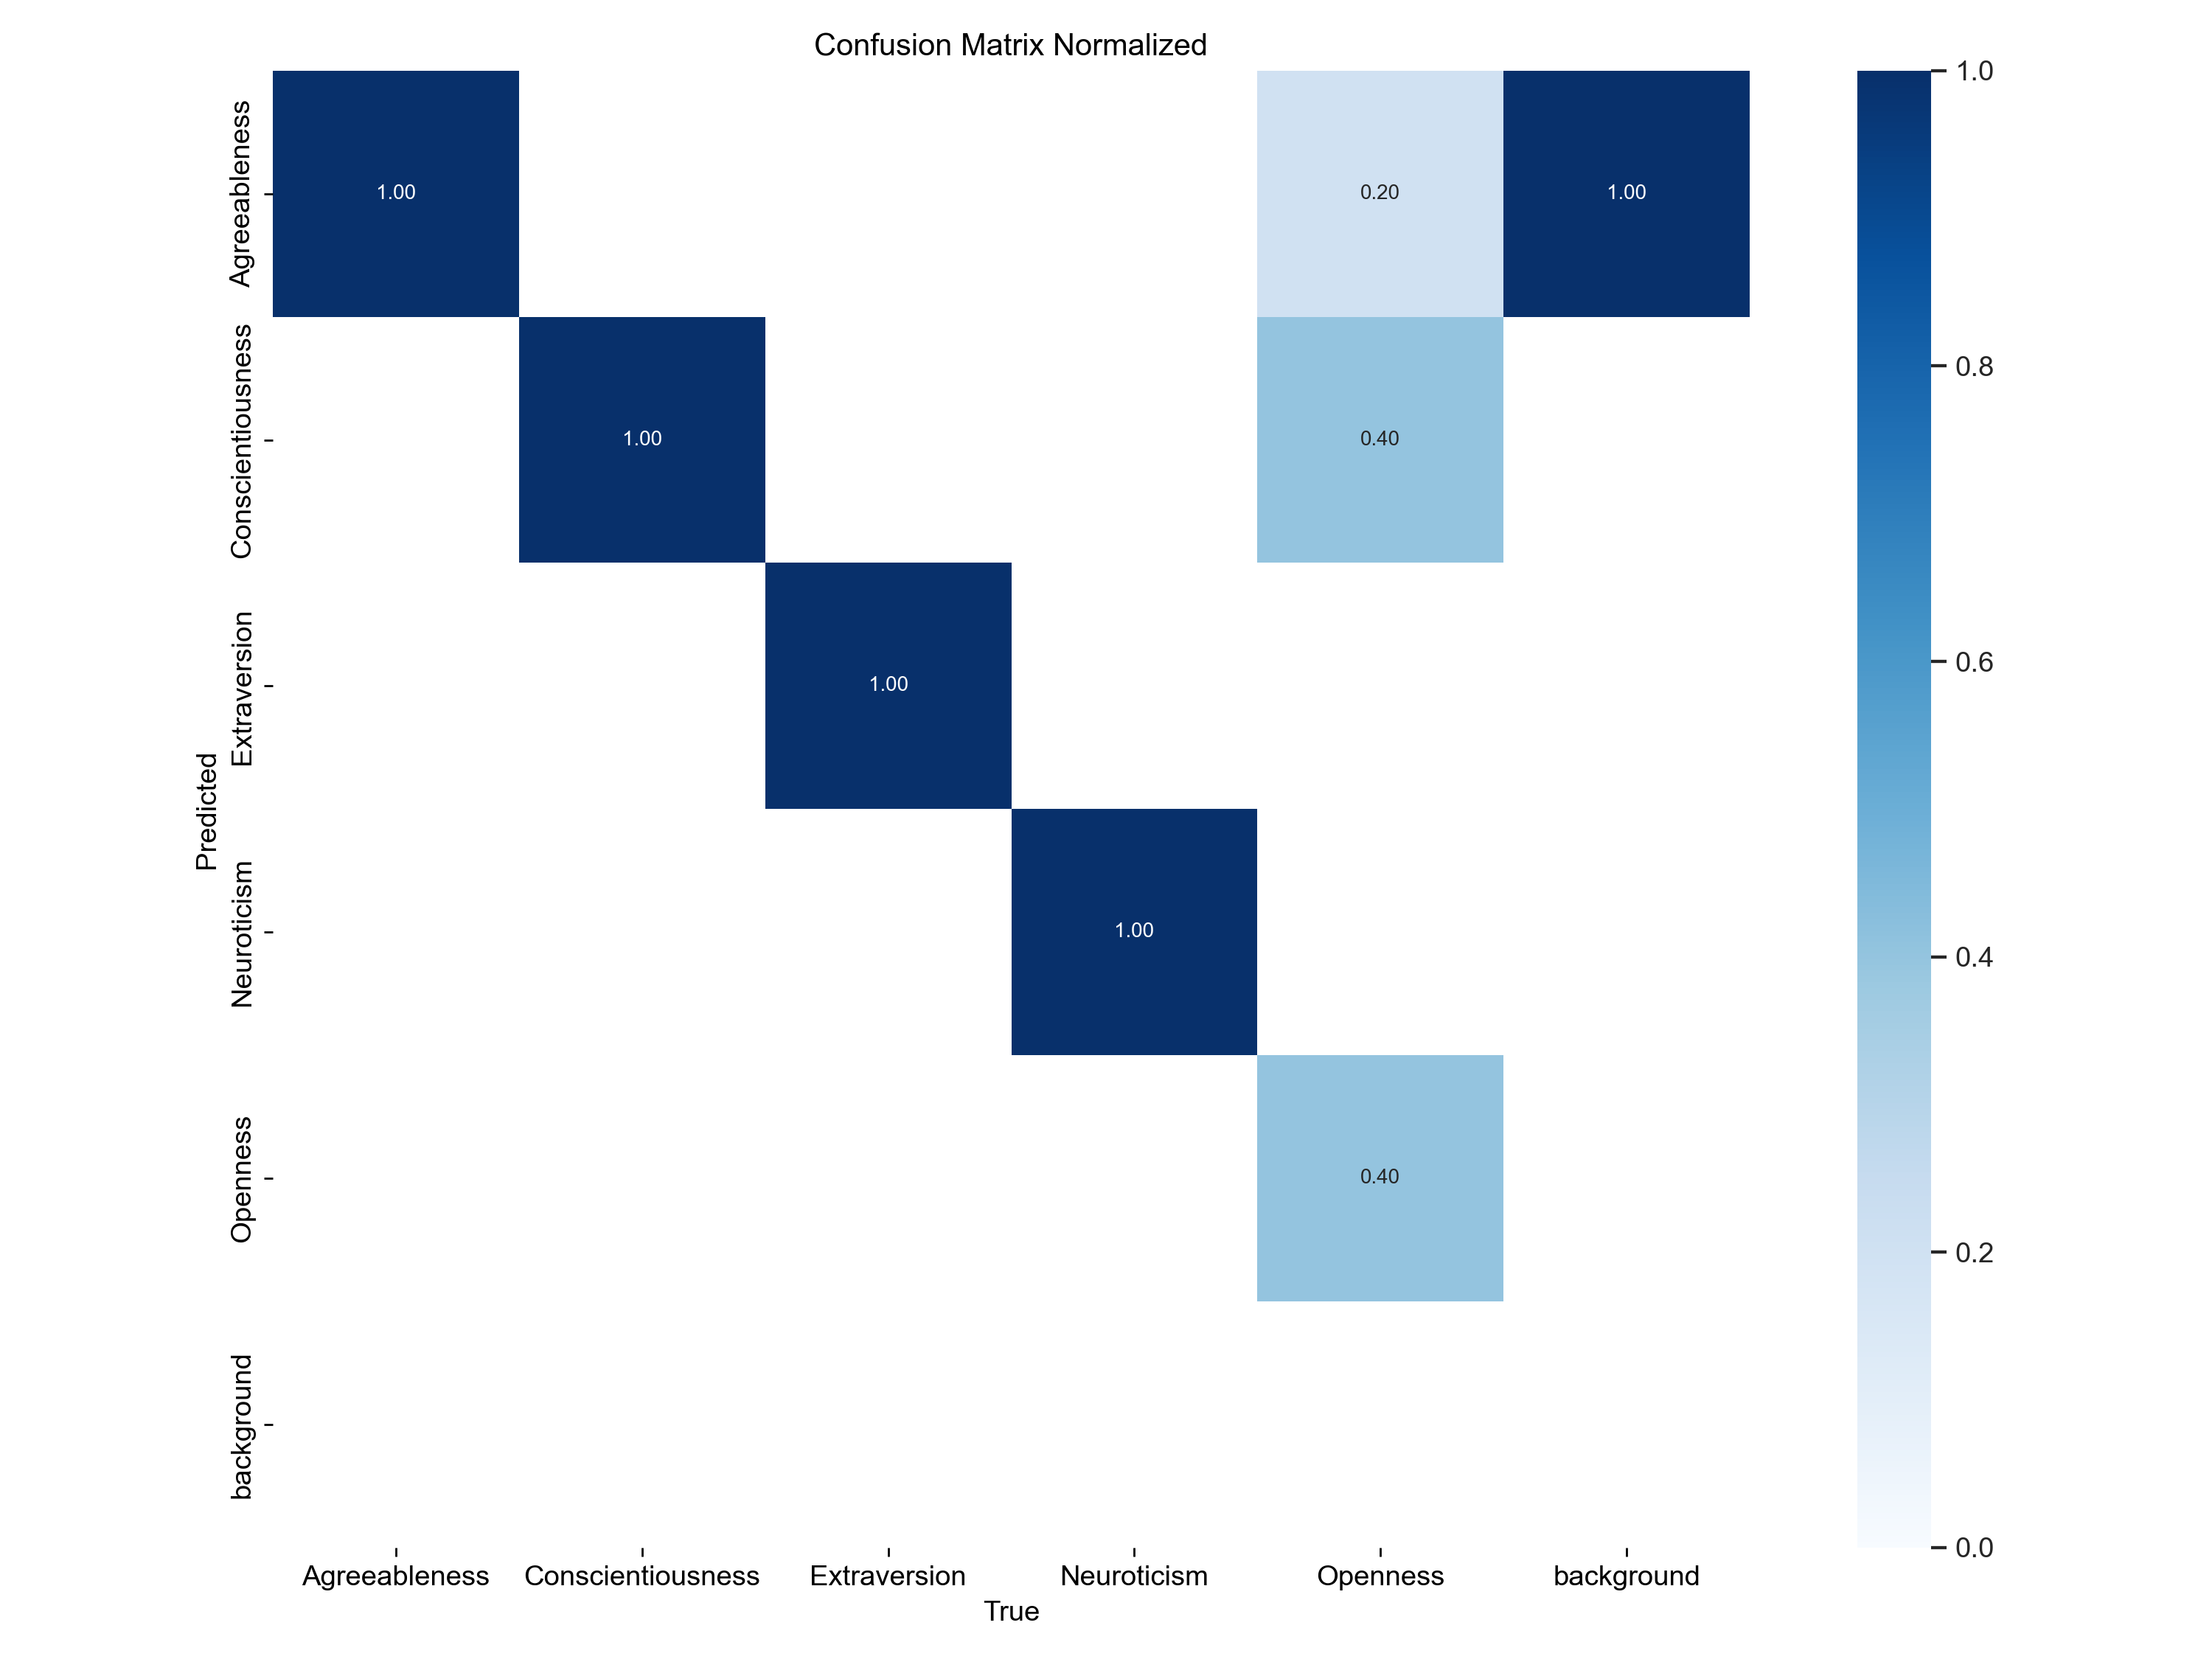 Confusion Matrix Normalized
Predicted
Agreeableness
1.00
0.20
1.00
Conscientiousness
1.00
0.40
Extraversion
1.00
Neuroticism
1.00
Openness
0.40
background
Agreeableness Conscientiousness Extraversion Neuroticism Openness background
True
1.0
0.8
0.6
0.4
0.2
0.0